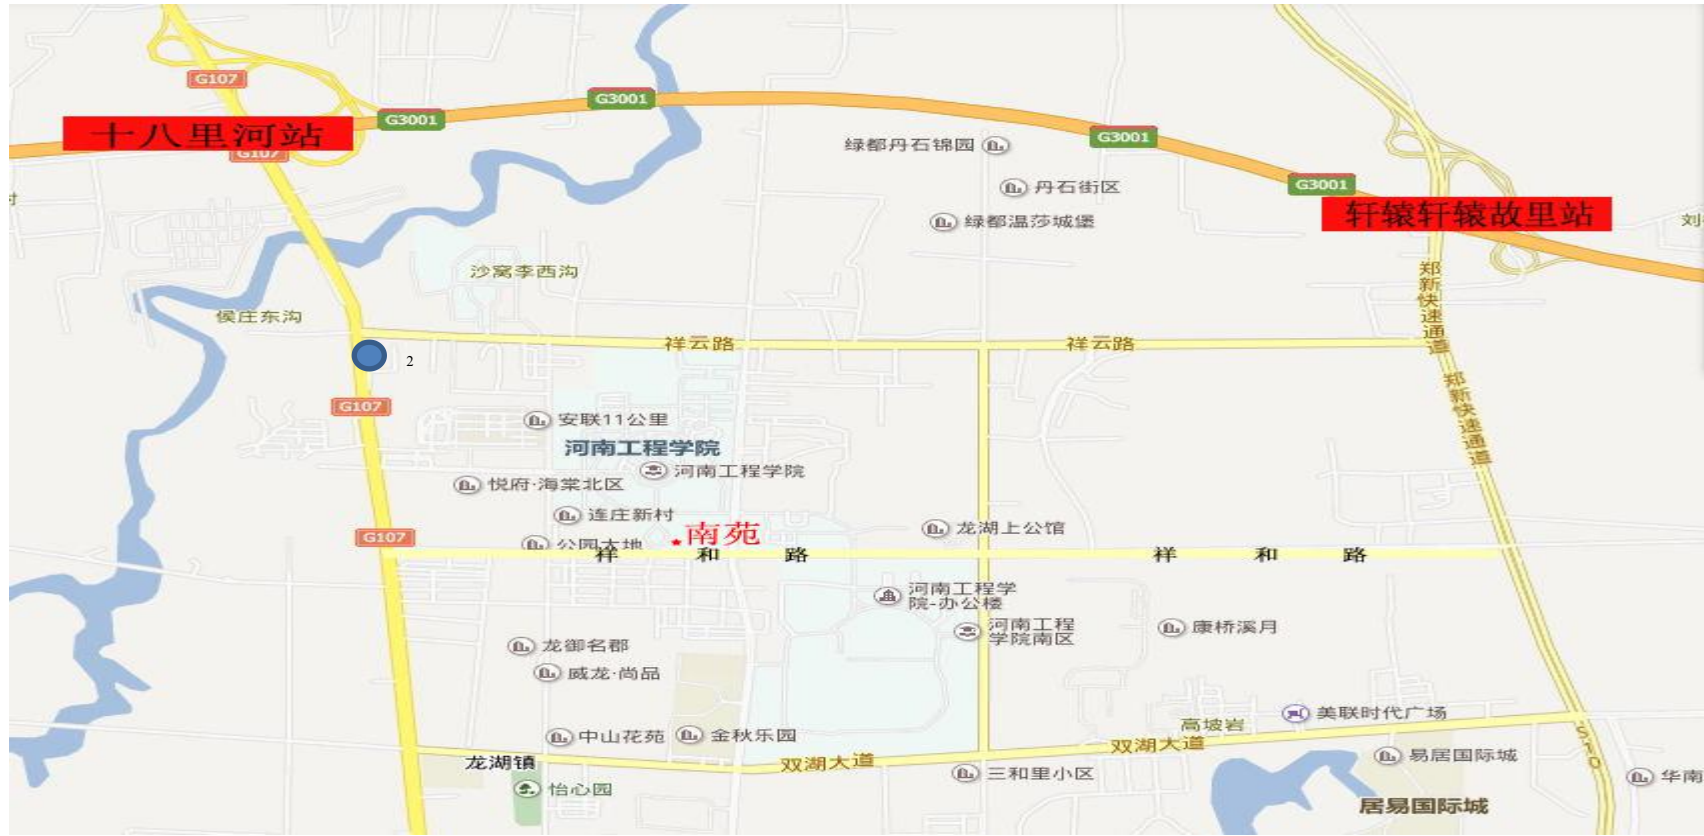 G107
G3001
G3001
十八里河站
G107
G3001
绿都丹石锦园
丹石街区
G3001
绿都温莎城堡
轩辕轩辕故里站
刘
村
沙窝李西沟
侯庄东沟
郑新快速通道
祥云路
祥云路
2
郑新快速通道
G107
安联11公里
河南工程学院
河南工程学院
悦府·海棠北区
连庄新村
南苑
龙湖上公馆
G107
公园大地
祥和路
祥和路
河南工程学
院-办公楼
河南工程
学院南区
康桥溪月
龙御名郡
威龙·尚品
美联时代广场
高坡岩
中山花苑
金秋乐园
双湖大道
S1O
龙湖镇
双湖大道
三和里小区
易居国际城
华南
怡心园
居易国际城